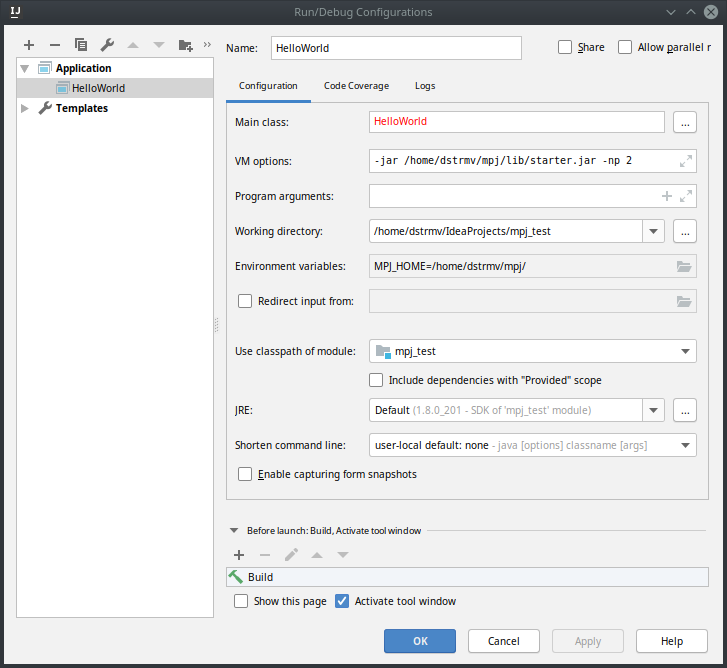 IJ
Run/Debug Configurations
Name:
HelloWorld
Share
Allow parallel r
Application
HelloWorld
Templates
Configuration
Code Coverage
Logs
Main class:
HelloWorld
...
VM options:
-jar /home/dstrmv/mpj/lib/starter.jar -np 2
Program arguments:
Working directory:
/home/dstrmv/IdeaProjects/mpj_test
...
Environment variables:
MPJ_HOME=/home/dstrmv/mpj/
Redirect input from:
Use classpath of module:
mpj_test
Include dependencies with "Provided" scope
JRE:
Default (1.8.0_201 - SDK of 'mpj_test' module)
...
Shorten command line:
user-local default: none - java [options] classname [args]
Enable capturing form snapshots
Before launch: Build, Activate tool window
Build
Show this page
Activate tool window
OK
Cancel
Apply
Help